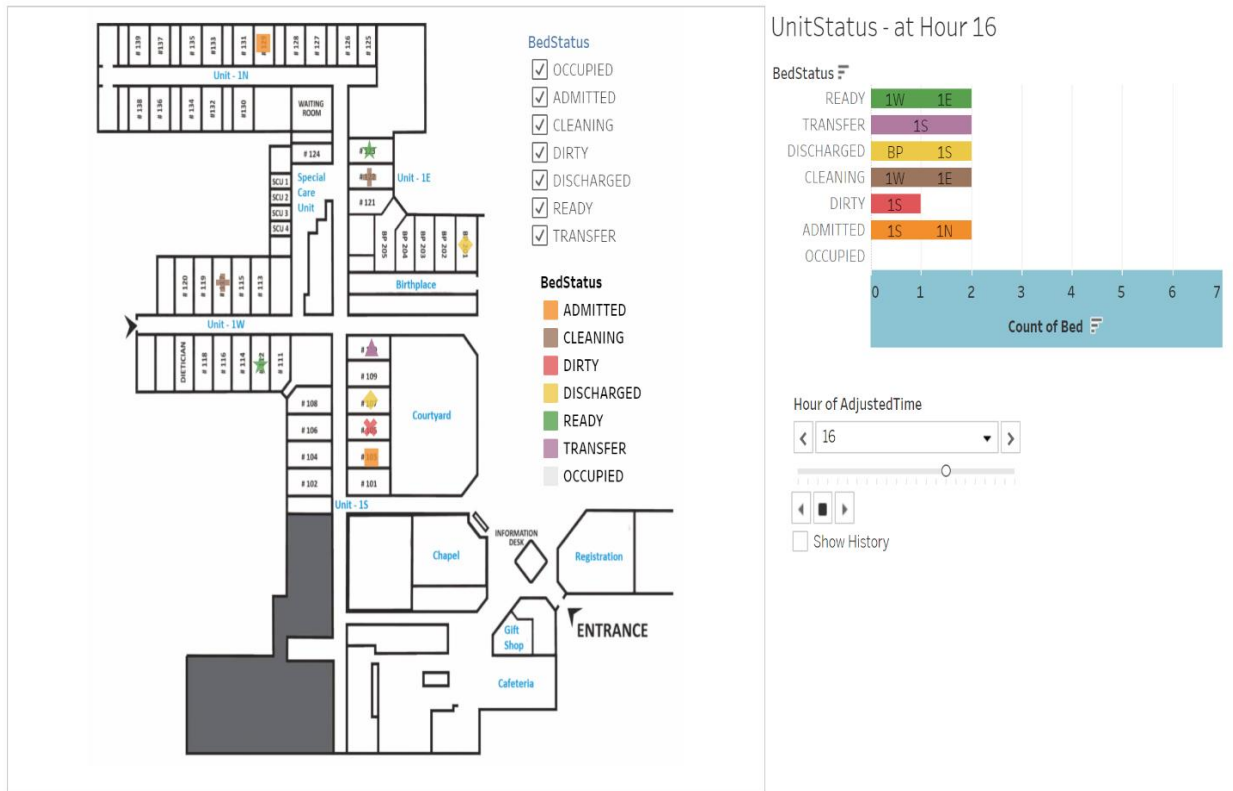 # 139
# 137
# 135
#133
# 131
# 128
# 127
# 126
# 125
Unit - 1N
# 138
# 136
# 134
# 132
#130
WAITING
ROOM
# 124
SCU 1
SCU 2
SCU 3
SCU 4
Special
Care
Unit
Unit - 1E
# 121
BP 205
BP 204
BP 203
BP 202
Birthplace
# 120
# 119
# 115
# 113
Unit - 1W
DIETICIAN
# 118
# 116
# 114
# 111
# 109
# 108
# 106
# 104
# 102
# 101
Courtyard
Unit - 1S
Chapel
INFORMATION
DESK
Registration
ENTRANCE
Gift
Shop
Cafeteria
BedStatus
OCCUPIED
ADMITTED
CLEANING
DIRTY
DISCHARGED
READY
TRANSFER
BedStatus
ADMITTED
CLEANING
DIRTY
DISCHARGED
READY
TRANSFER
OCCUPIED
UnitStatus - at Hour 16
BedStatus
READY 1W 1E
TRANSFER 1S
DISCHARGED BP 1S
CLEANING 1W 1E
DIRTY 1S
ADMITTED 1S 1N
OCCUPIED
0 1 2 3 4 5 6 7
Count of Bed
Hour of AdjustedTime
16
Show History